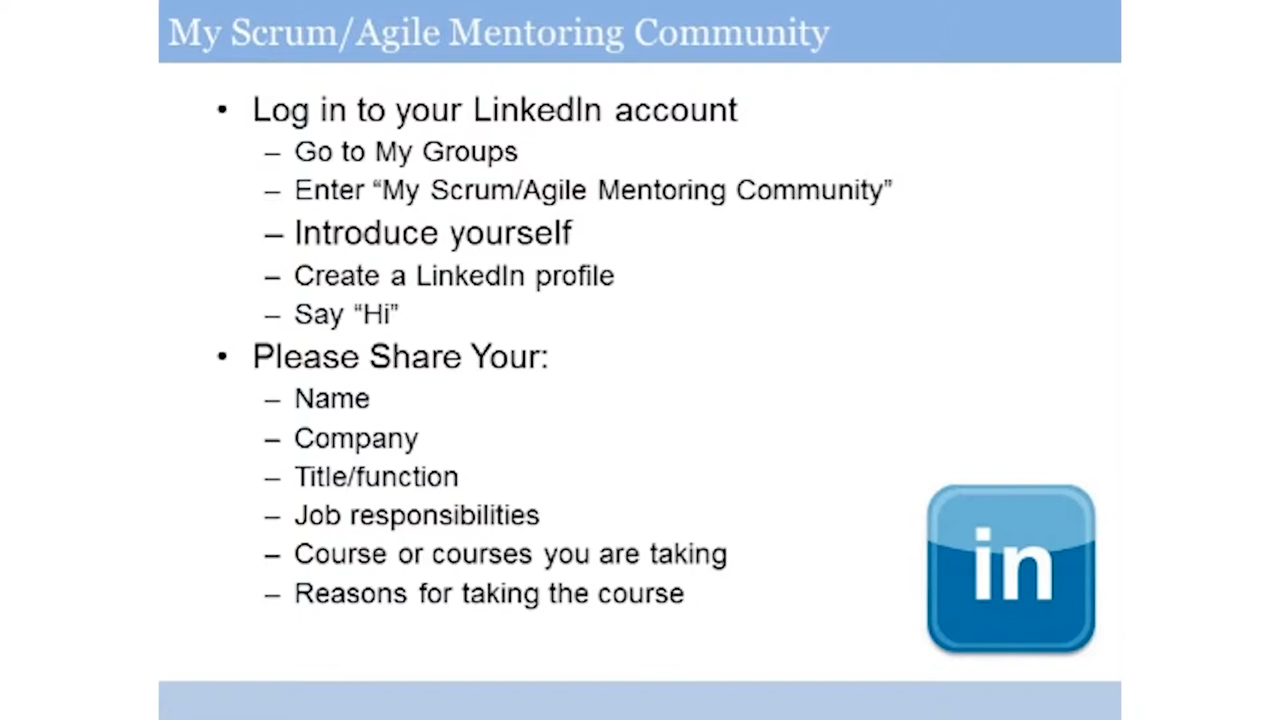 My Scrum/Agile Mentoring Community
• Log in to your LinkedIn account
– Go to My Groups
– Enter “My Scrum/Agile Mentoring Community”
– Introduce yourself
– Create a LinkedIn profile
– Say “Hi”
• Please Share Your:
– Name
– Company
– Title/function
– Job responsibilities
– Course or courses you are taking
– Reasons for taking the course
in